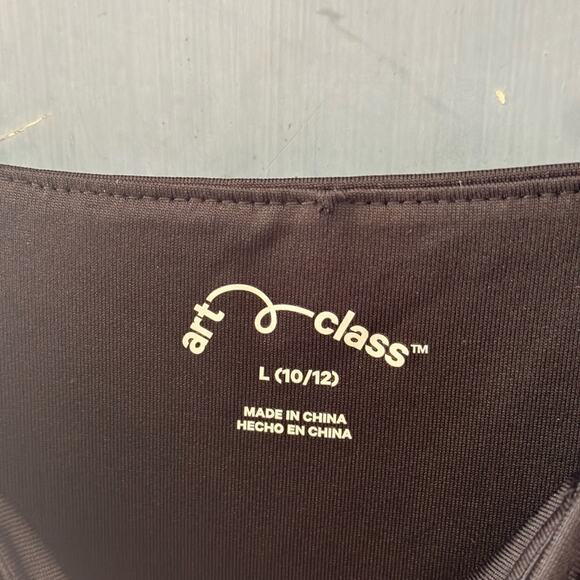 art class™
L (10/12)
MADE IN CHINA
HECHO EN CHINA